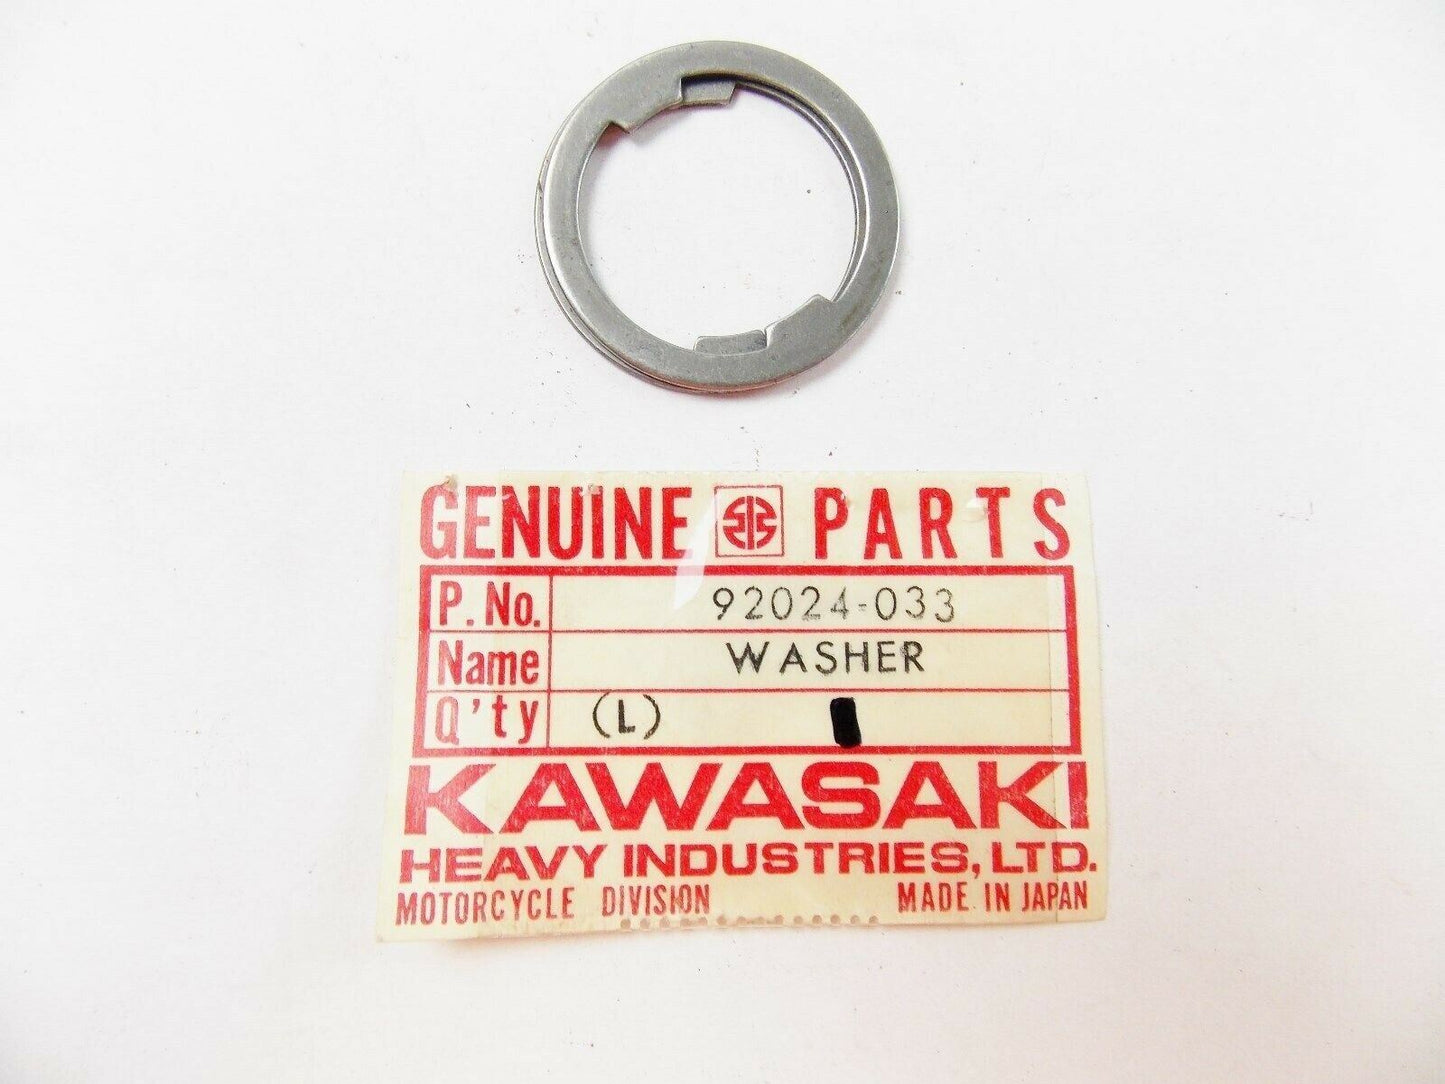 GENUINE PARTS
P. No. 92024-033
Name WASHER
Q'ty (L)
KAWASAKI
HEAVY INDUSTRIES, LTD.
MOTORCYCLE DIVISION MADE IN JAPAN